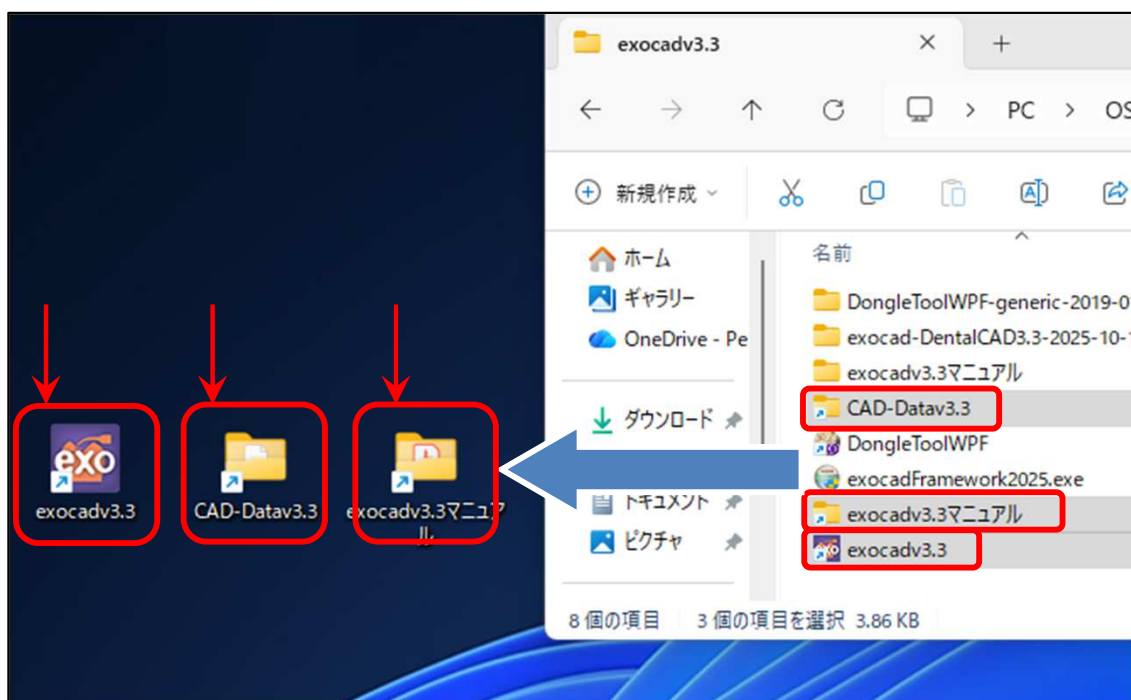 exocadv3.3
PC
新規作成
名前
ホーム
ギャラリー
OneDrive - Pe
ダウンロード
ドキュメント
ピクチャ
DongleToolWPF-generic-2019-0
exocad-DentalCAD3.3-2025-10-
exocadv3.3マニュアル
CAD-Datav3.3
DongleToolWPF
exocadFramework2025.exe
exocadv3.3マニュアル
exocadv3.3
8 個の項目
3 個の項目を選択 3.86 KB
exo
exocadv3.3
CAD-Datav3.3
exocadv3.3マニュア
ル